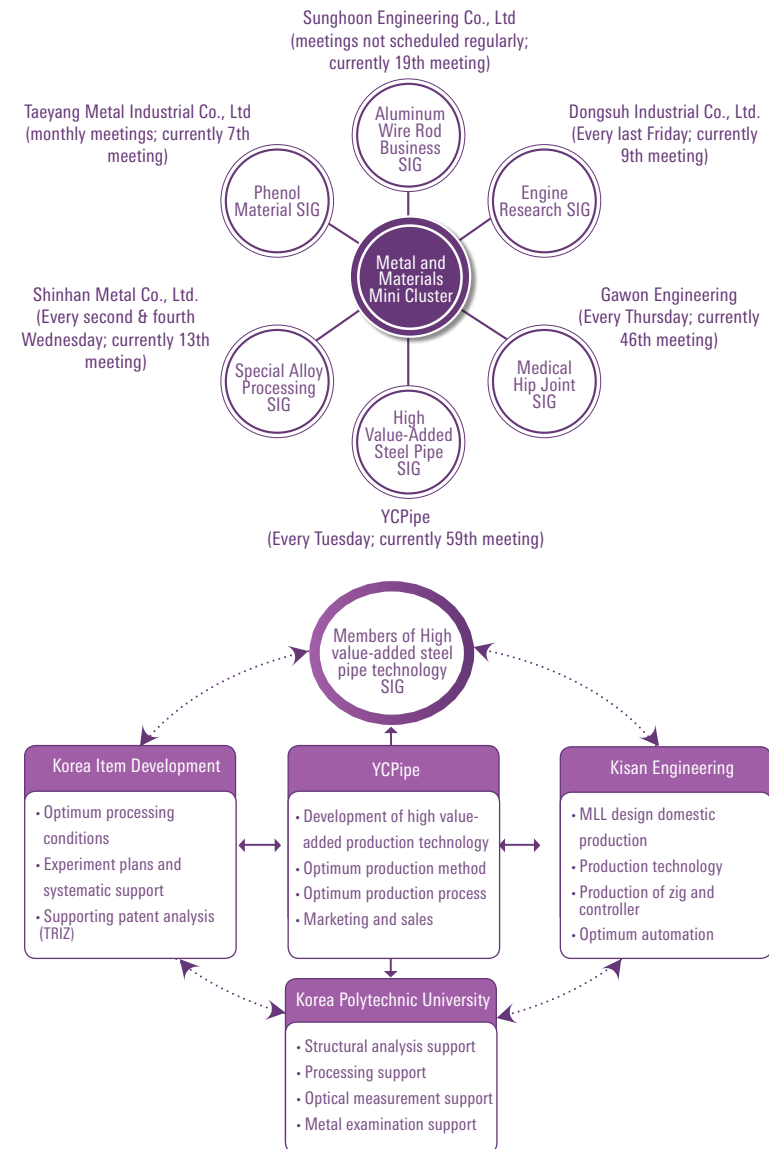 Sunghoon Engineering Co., Ltd
(meetings not scheduled regularly;
currently 19th meeting)
Taeyang Metal Industrial Co., Ltd
(monthly meetings; currently 7th
meeting)
Aluminum
Wire Rod
Business
SIG
Dongsuh Industrial Co., Ltd.
(Every last Friday; currently
9th meeting)
Phenol
Material SIG
Engine
Research SIG
Metal and
Materials
Mini Cluster
Shinhan Metal Co., Ltd.
(Every second & fourth
Wednesday; currently 13th
meeting)
Gawon Engineering
(Every Thursday; currently
46th meeting)
Special Alloy
Processing
SIG
Medical
Hip Joint
SIG
High
Value-Added
Steel Pipe
SIG
YCPipe
(Every Tuesday; currently 59th meeting)
Members of High
value-added steel
pipe technology
SIG
Korea Item Development
• Optimum processing
conditions
• Experiment plans and
systematic support
• Supporting patent analysis
(TRIZ)
YCPipe
• Development of high value-
added production technology
• Optimum production method
• Optimum production process
• Marketing and sales
Kisan Engineering
• MLL design domestic
production
• Production technology
• Production of zig and
controller
• Optimum automation
Korea Polytechnic University
• Structural analysis support
• Processing support
• Optical measurement support
• Metal examination support